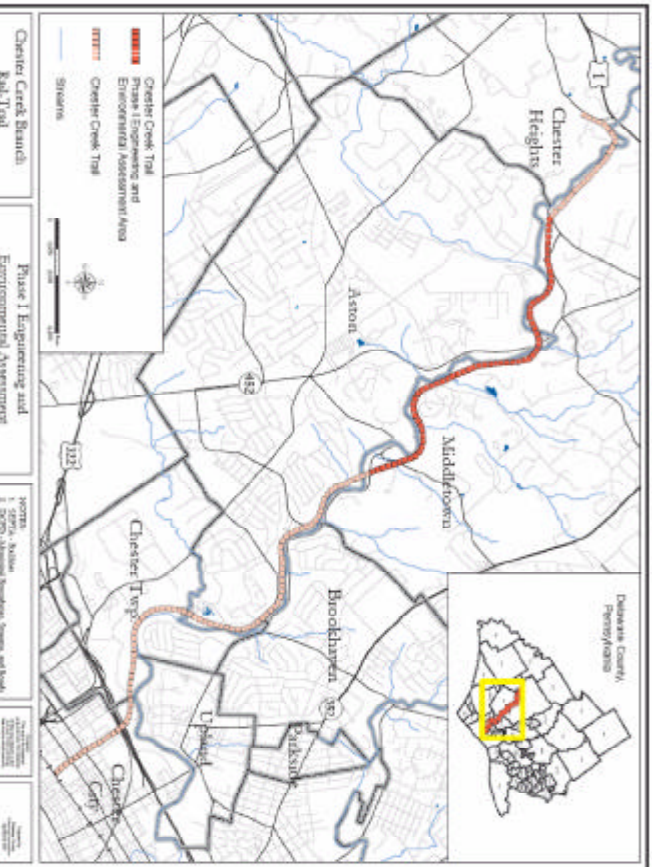 Delaware County,
Pennsylvania
1
Chester
Heights
Middletown
Aston
452
Brookhaven
352
Parkside
Upland
Chester Twp
322
Chester
City
Chester Creek Trail
Phase I Engineering and
Environmental Assessment Area
Chester Creek Trail
Streams
Chester Creek Branch
Rail-Trail
Phase I Engineering and
Environmental Assessment
NOTES: